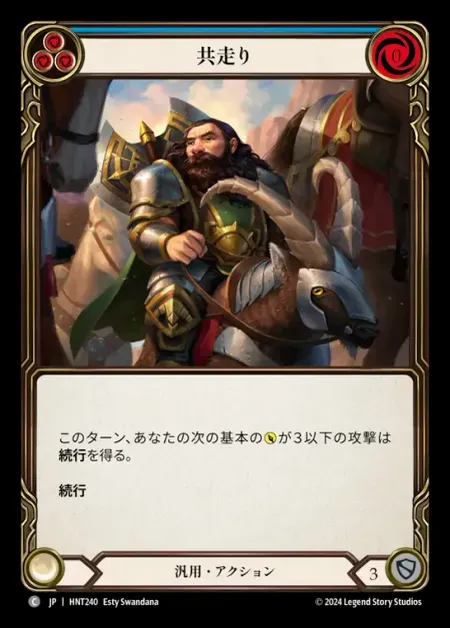 共走り
0
このターン、あなたの次の基本のが3以下の攻撃は
続行を得る。
続行
汎用・アクション
3
C JP | HNT240 Esty Swandana
© 2024 Legend Story Studios